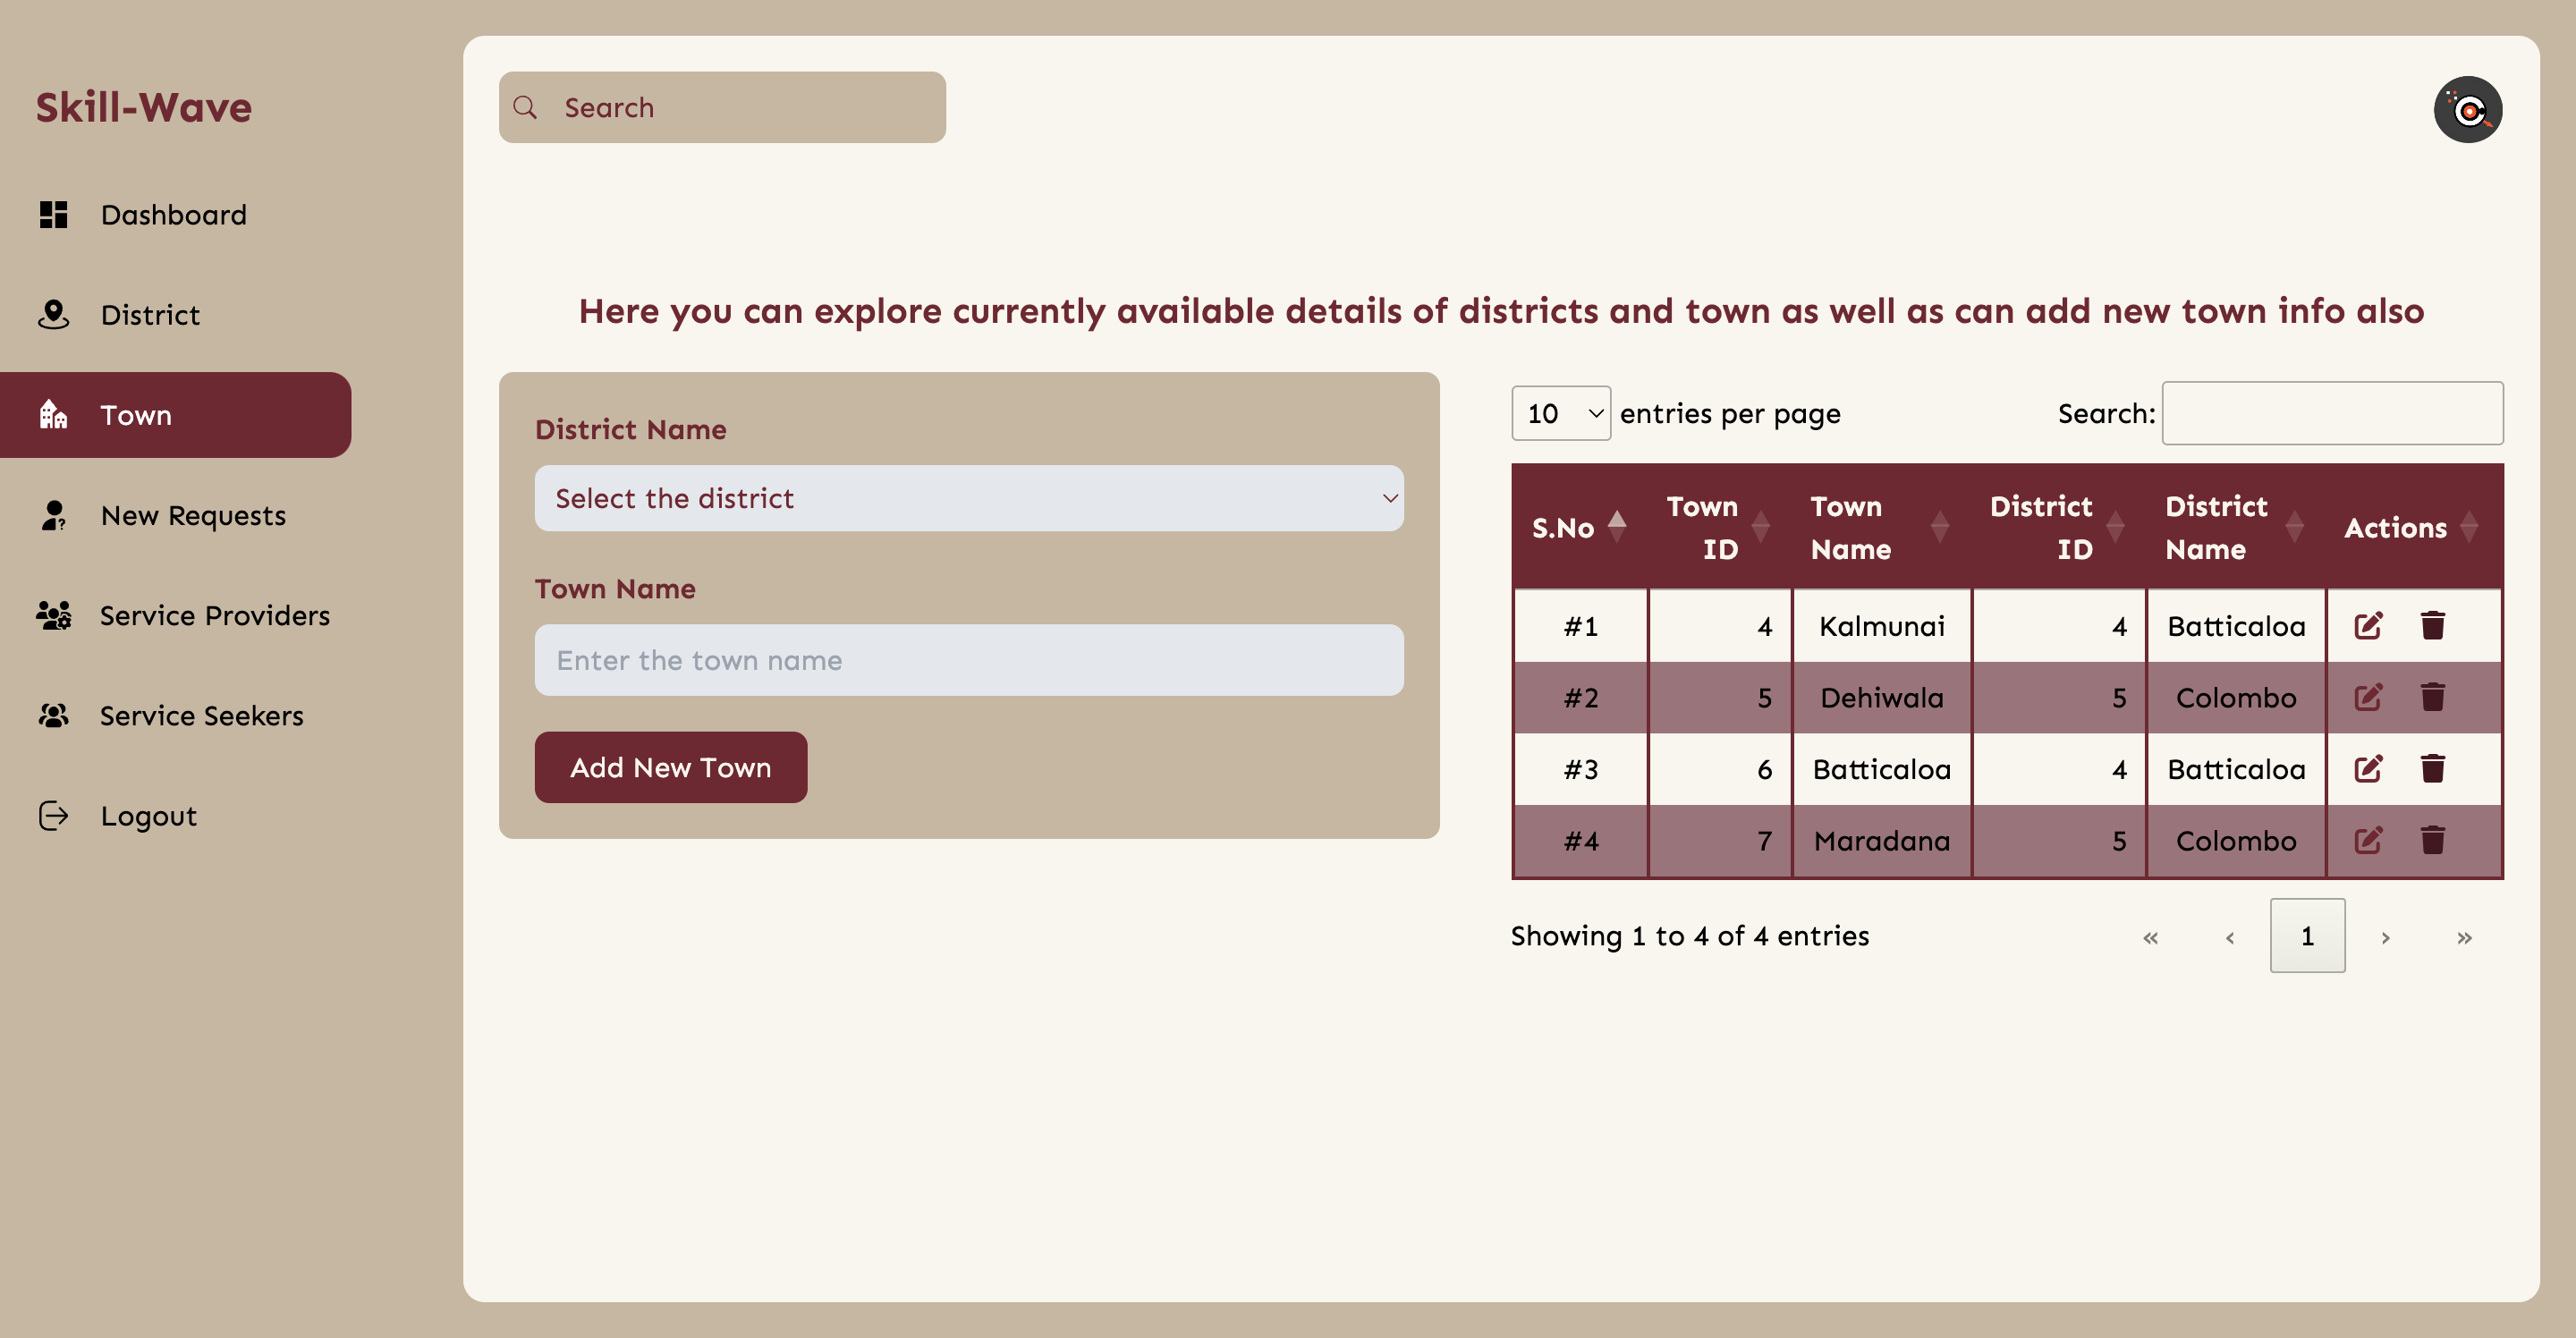 Skill-Wave
Dashboard
District
Town
New Requests
Service Providers
Service Seekers
Logout
Search
Here you can explore currently available details of districts and town as well as can add new town info also
District Name
Select the district
Town Name
Enter the town name
Add New Town
10 entries per page Search:
S.No Town ID Town Name District ID District Name Actions
#1 4 Kalmunai 4 Batticaloa
#2 5 Dehiwala 5 Colombo
#3 6 Batticaloa 4 Batticaloa
#4 7 Maradana 5 Colombo
Showing 1 to 4 of 4 entries « ‹ 1 › »